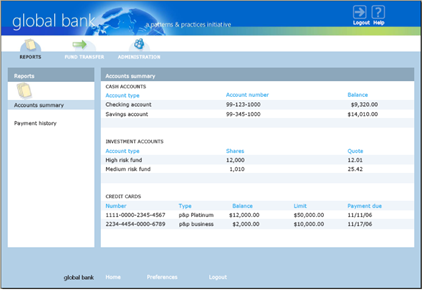 global bank
a patterns & practices initiative
Logout Help
REPORTS FUND TRANSFER ADMINISTRATION
Reports
Accounts summary
Payment history
Accounts summary
CASH ACCOUNTS
Account type Account number Balance
Checking account 99-123-1000 $9,320.00
Savings account 99-345-1000 $14,010.00
INVESTMENT ACCOUNTS
Account type Shares Quote
High risk fund 12,000 12.01
Medium risk fund 1,010 25.42
CREDIT CARDS
Number Type Balance Limit Payment due
1111-0000-2345-4567 p&p Platinum $12,000.00 $50,000.00 11/11/06
2234-4454-0000-6789 p&p business $2,000.00 $10,000.00 11/17/06
global bank Home Preferences Logout